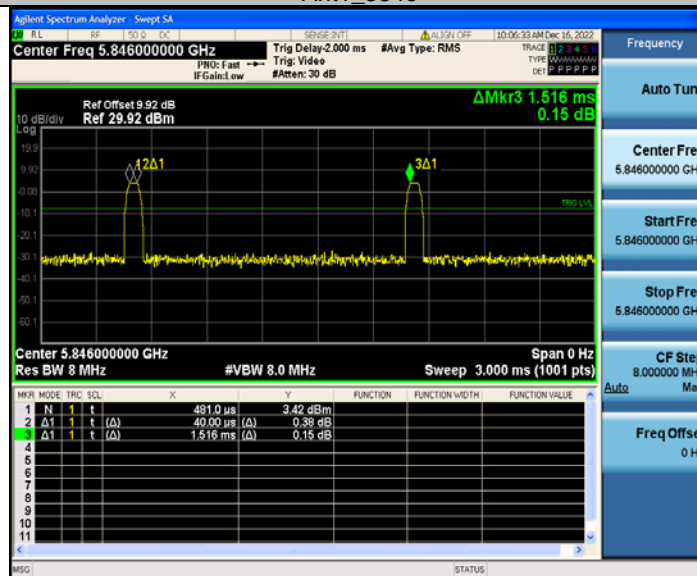 Agilent Spectrum Analyzer - Swept SA
RL RF 50 Ω DC SENSE:INT ALIGN OFF 10:06:33 AM Dec 16, 2022
Center Freq 5.846000000 GHz
PNO: Fast
IFGain:Low
Trig Delay-2.000 ms
Trig: Video
#Atten: 30 dB
#Avg Type: RMS
TRACE 1 2 3 4 5 6
TYPE WWWWWW
DET P P P P P P
Frequency
Auto Tun
Center Fre
5.846000000 GH
Start Fre
5.846000000 GH
Stop Fre
5.846000000 GH
CF Ste
8.000000 MH
Auto Ma
Freq Offse
0 H
ΔMkr3 1.516 ms
0.15 dB
Ref Offset 9.92 dB
10 dB/div Ref 29.92 dBm
Log
19.9
9.92
-0.08
-10.1
-20.1
-30.1
-40.1
-50.1
-60.1
12Δ1
3Δ1
TRIG LVL
Center 5.846000000 GHz Span 0 Hz
Res BW 8 MHz #VBW 8.0 MHz Sweep 3.000 ms (1001 pts)
MKR MODE TRC SCL X Y FUNCTION FUNCTION WIDTH FUNCTION VALUE
1 N 1 t 481.0 µs 3.42 dBm
2 Δ1 1 t (Δ) 40.00 µs (Δ) 0.38 dB
3 Δ1 1 t (Δ) 1.516 ms (Δ) 0.15 dB
4
5
6
7
8
9
10
11
MSG STATUS